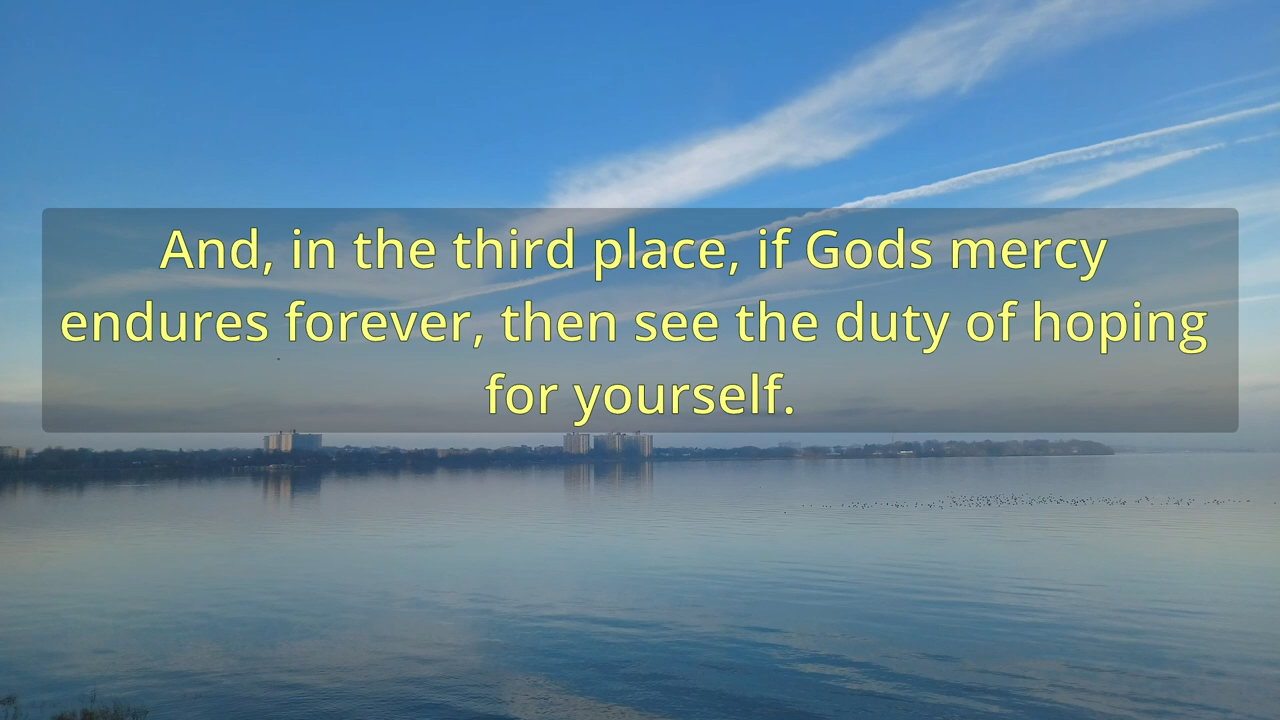 And, in the third place, if Gods mercy
endures forever, then see the duty of hoping
for yourself.